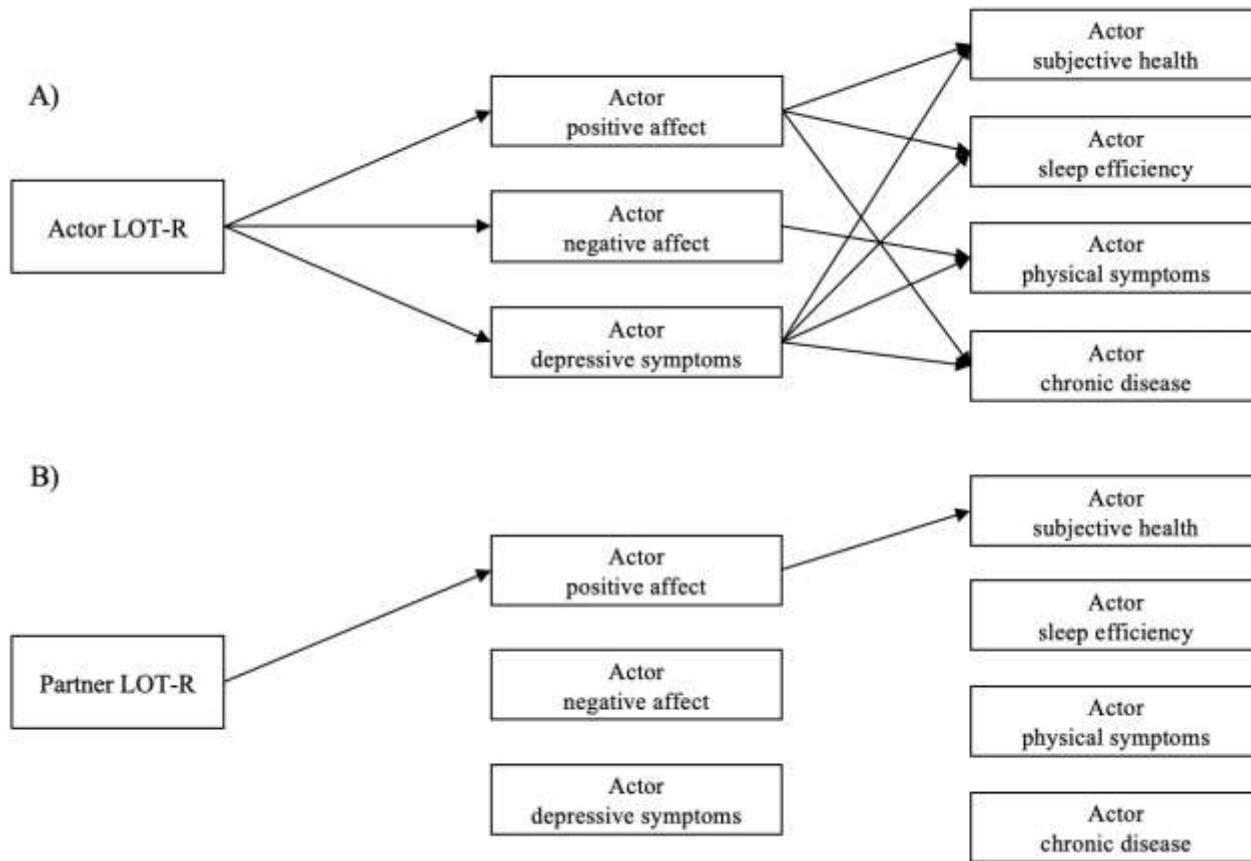 A)
Actor LOT-R
Actor
positive affect
Actor
negative affect
Actor
depressive symptoms
Actor
subjective health
Actor
sleep efficiency
Actor
physical symptoms
Actor
chronic disease
B)
Partner LOT-R
Actor
positive affect
Actor
negative affect
Actor
depressive symptoms
Actor
subjective health
Actor
sleep efficiency
Actor
physical symptoms
Actor
chronic disease